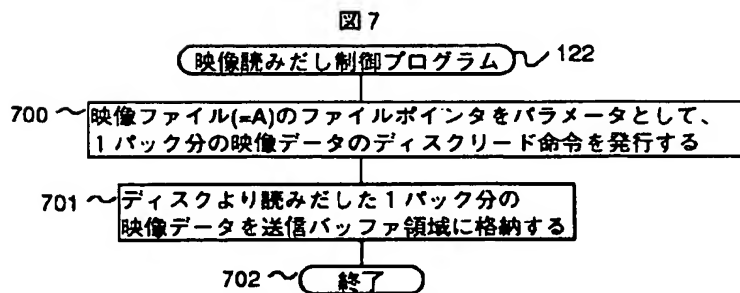 図7
映像読みだし制御プログラム 122
700 映像ファイル(=A)のファイルポインタをパラメータとして、
1パック分の映像データのディスクリード命令を発行する
701 ディスクより読みだした1パック分の
映像データを送信バッファ領域に格納する
702 終了